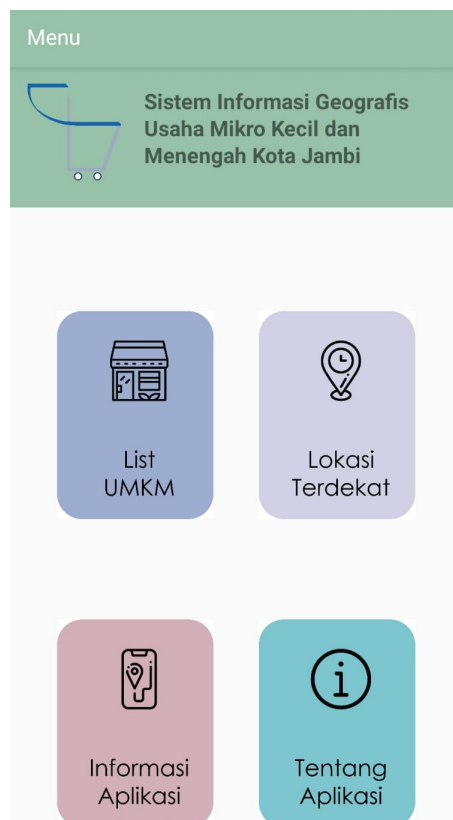 Menu
Sistem Informasi Geografis
Usaha Mikro Kecil dan
Menengah Kota Jambi
List
UMKM
Lokasi
Terdekat
Informasi
Aplikasi
Tentang
Aplikasi